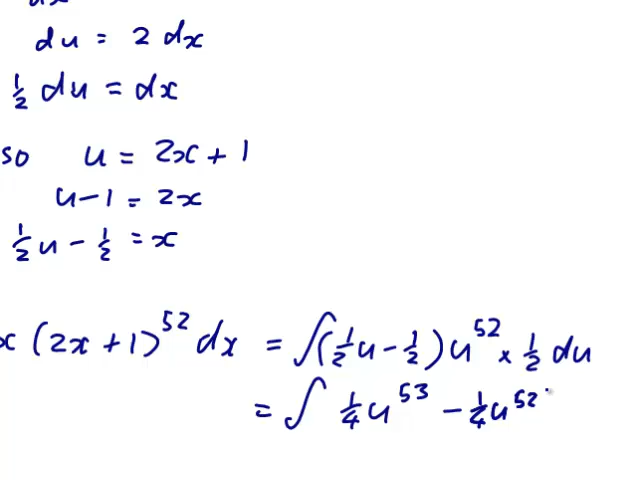 dx
du = 2 dx
½ du = dx
so u = 2x + 1
u − 1 = 2x
½u − ½ = x
x (2x + 1)^52 dx = ∫(½u − ½) u^52 × ½ du
= ∫ ¼u^53 − ¼u^52